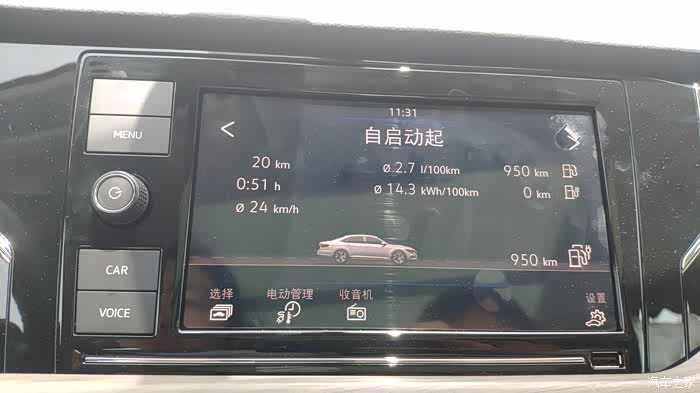 11:31
自启动起
20 km
ø 2.7 l/100km
950 km
0:51 h
ø 14.3 kWh/100km
0 km
ø 24 km/h
950 km
选择
电动管理
收音机
设置
MENU
CAR
VOICE
汽车之家